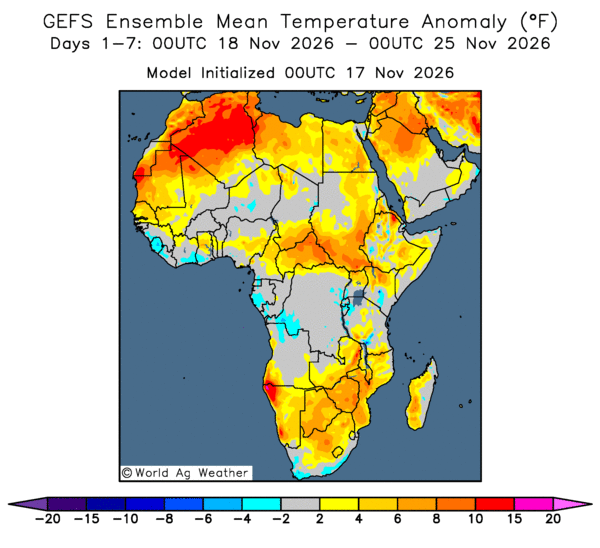 GEFS Ensemble Mean Temperature Anomaly (°F)
Days 1-7: 00UTC 18 Nov 2026 - 00UTC 25 Nov 2026
Model Initialized 00UTC 17 Nov 2026
© World Ag Weather
-20 -15 -10 -8 -6 -4 -2 2 4 6 8 10 15 20